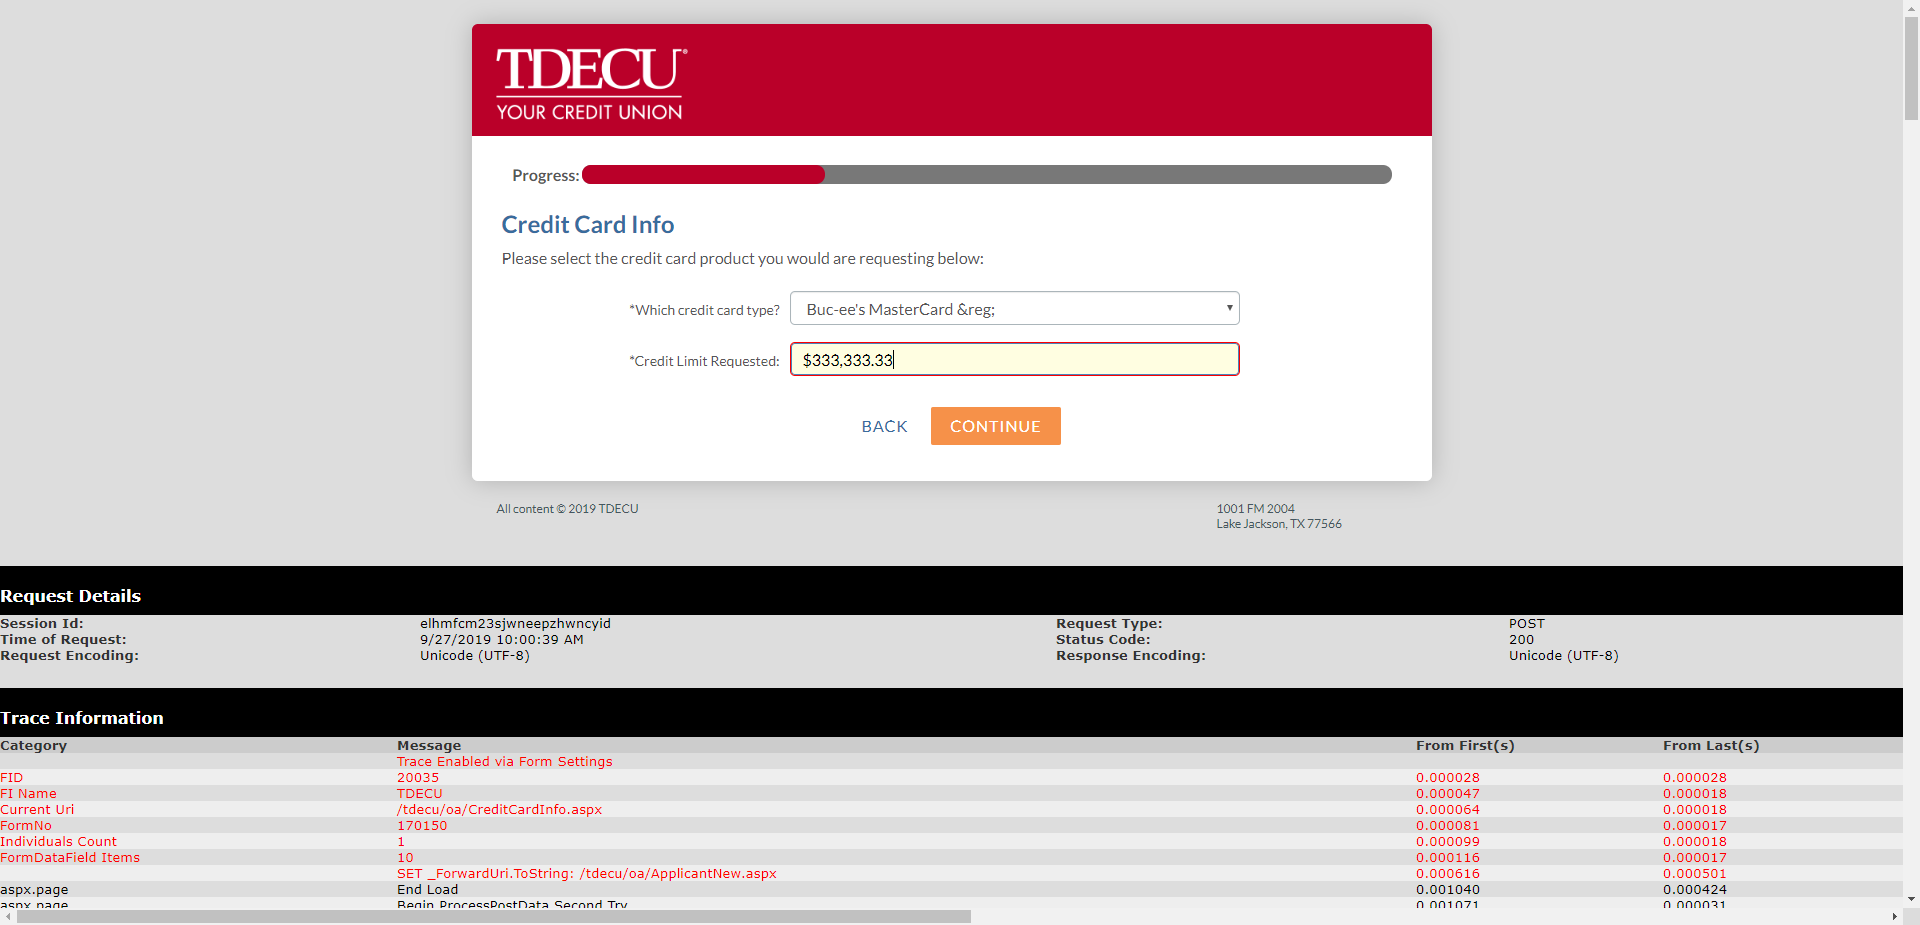 TDECU®
YOUR CREDIT UNION
Progress:
Credit Card Info
Please select the credit card product you would are requesting below:
*Which credit card type? Buc-ee's MasterCard &reg;
*Credit Limit Requested: $333,333.33
BACK CONTINUE
All content © 2019 TDECU
1001 FM 2004
Lake Jackson, TX 77566
Request Details
Session Id: elhmfcm23sjwneepzhwncyid Request Type: POST
Time of Request: 9/27/2019 10:00:39 AM Status Code: 200
Request Encoding: Unicode (UTF-8) Response Encoding: Unicode (UTF-8)
Trace Information
Category Message From First(s) From Last(s)
Trace Enabled via Form Settings
FID 20035 0.000028 0.000028
FI Name TDECU 0.000047 0.000018
Current Uri /tdecu/oa/CreditCardInfo.aspx 0.000064 0.000018
FormNo 170150 0.000081 0.000017
Individuals Count 1 0.000099 0.000018
FormDataField Items 10 0.000116 0.000017
SET _ForwardUri.ToString: /tdecu/oa/ApplicantNew.aspx 0.000616 0.000501
aspx.page End Load 0.001040 0.000424
aspx.page Begin ProcessPostData Second Try 0.001071 0.000031